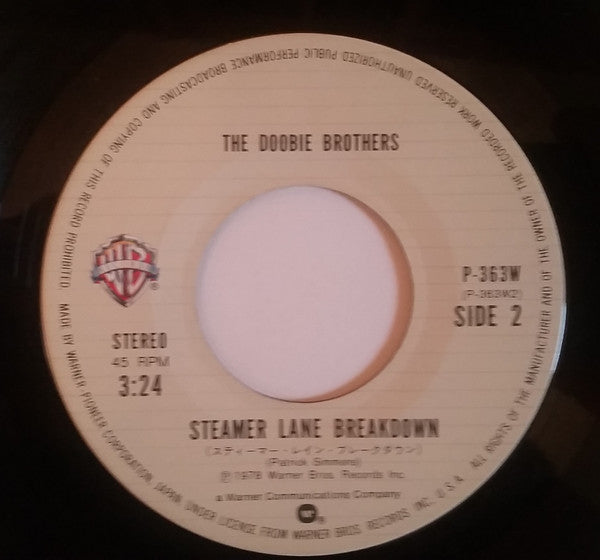 THE DOOBIE BROTHERS
WB
®
P-363W
(P-363W2)
SIDE 2
STEREO
45 RPM
3:24
STEAMER LANE BREAKDOWN
(スティーマー・レイン・ブレークダウン)
(Patrick Simmons)
Ⓟ1978 Warner Bros. Records Inc.
a Warner Communications Company
MADE BY WARNER-PIONEER CORPORATION, JAPAN, UNDER LICENSE FROM WARNER BROS RECORDS INC., U.S.A. ALL RIGHTS OF THE MANUFACTURER AND OF THE OWNER OF THE RECORDED WORK RESERVED UNAUTHORIZED PUBLIC PERFORMANCE BROADCASTING AND COPYING OF THIS RECORD PROHIBITED